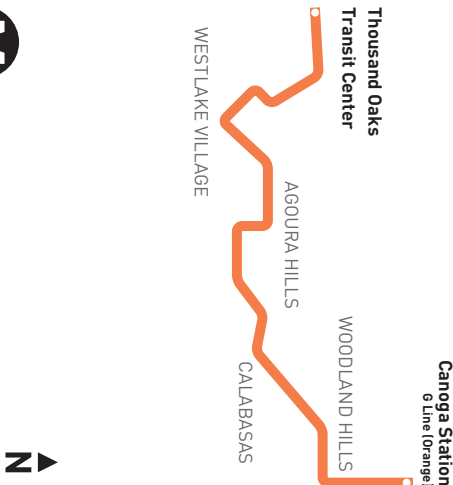 Thousand Oaks
Transit Center
WESTLAKE VILLAGE
AGOURA HILLS
WOODLAND HILLS
CALABASAS
Canoga Station
G Line (Orange)
N